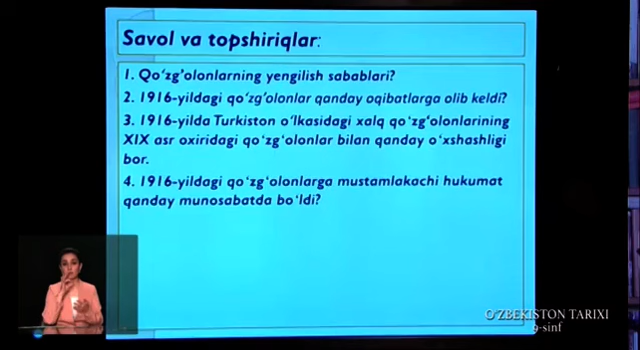 Savol va topshiriqlar:
1. Qo‘zg‘olonlarning yengilish sabablari?
2. 1916-yildagi qo‘zg‘olonlar qanday oqibatlarga olib keldi?
3. 1916-yilda Turkiston o‘lkasidagi xalq qo‘zg‘olonlarining
XIX asr oxiridagi qo‘zg‘olonlar bilan qanday o‘xshashligi
bor.
4. 1916-yildagi qo‘zg‘olonlarga mustamlakachi hukumat
qanday munosabatda bo‘ldi?
O‘ZBEKISTON TARIXI
9-sinf